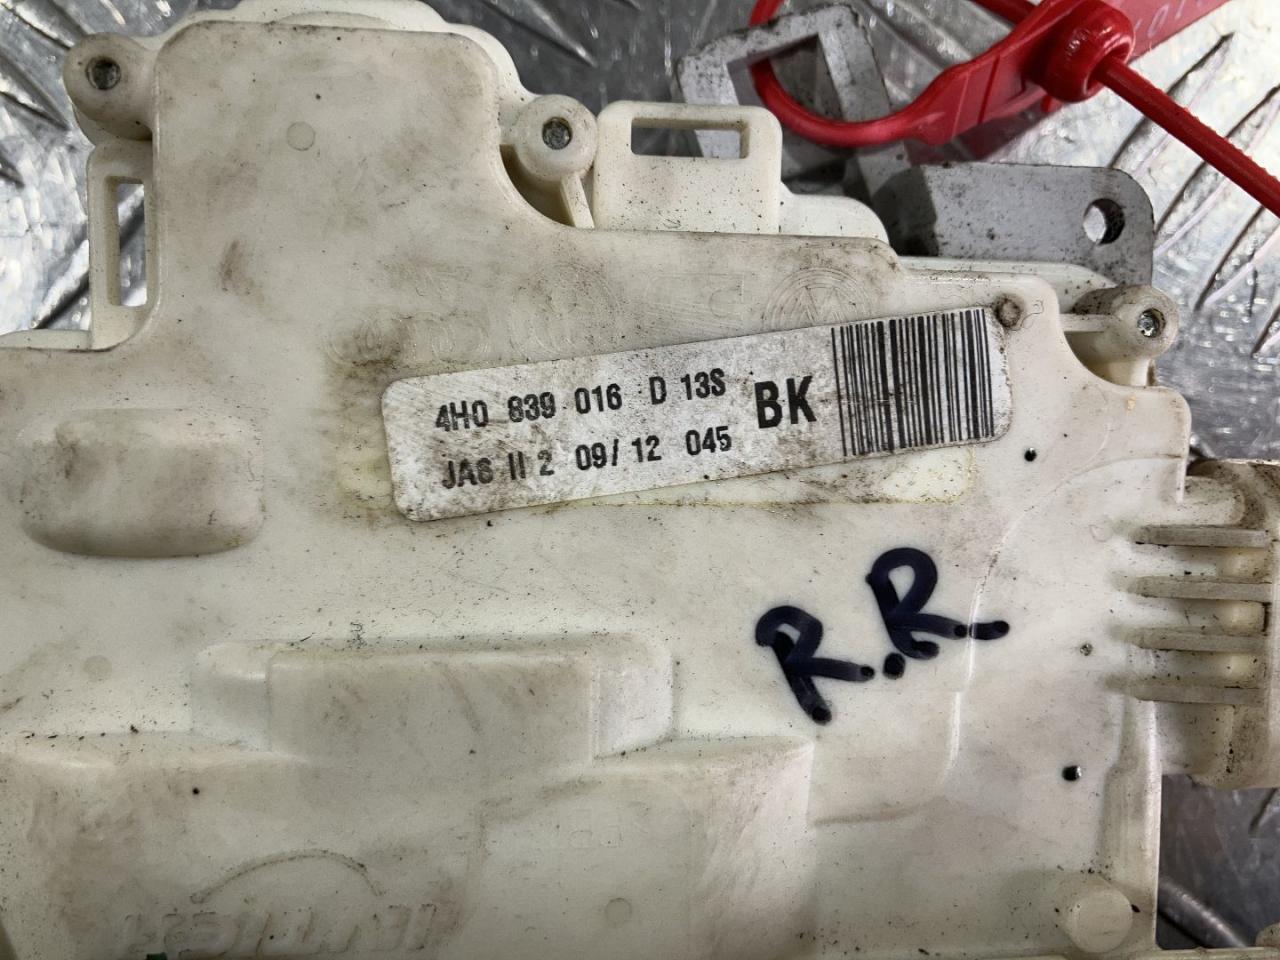 4H0 839 016 D 13S
JAS II 2 09/12 045
BK
R.R.